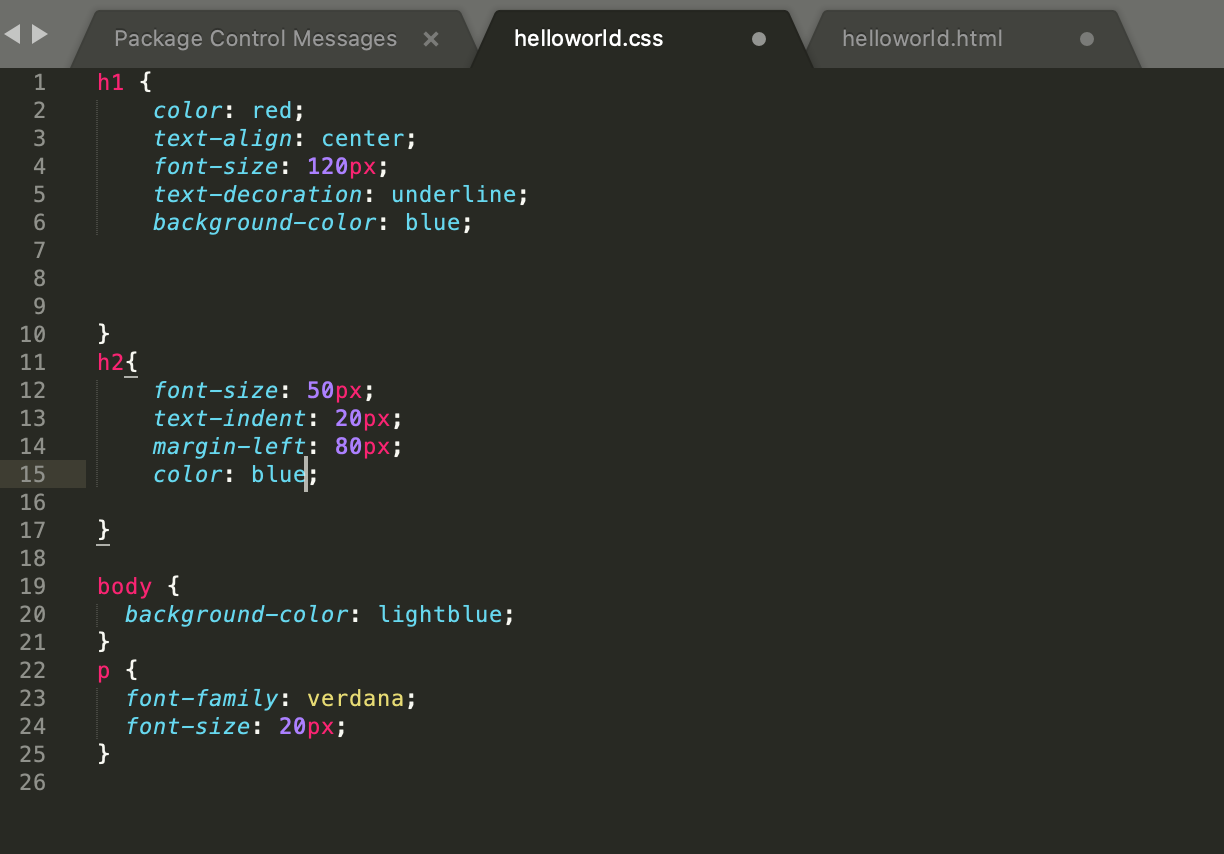 Package Control Messages × helloworld.css helloworld.html
1 h1 {
2     color: red;
3     text-align: center;
4     font-size: 120px;
5     text-decoration: underline;
6     background-color: blue;
7
8
9
10 }
11 h2{
12     font-size: 50px;
13     text-indent: 20px;
14     margin-left: 80px;
15     color: blue;
16
17 }
18
19 body {
20   background-color: lightblue;
21 }
22 p {
23   font-family: verdana;
24   font-size: 20px;
25 }
26